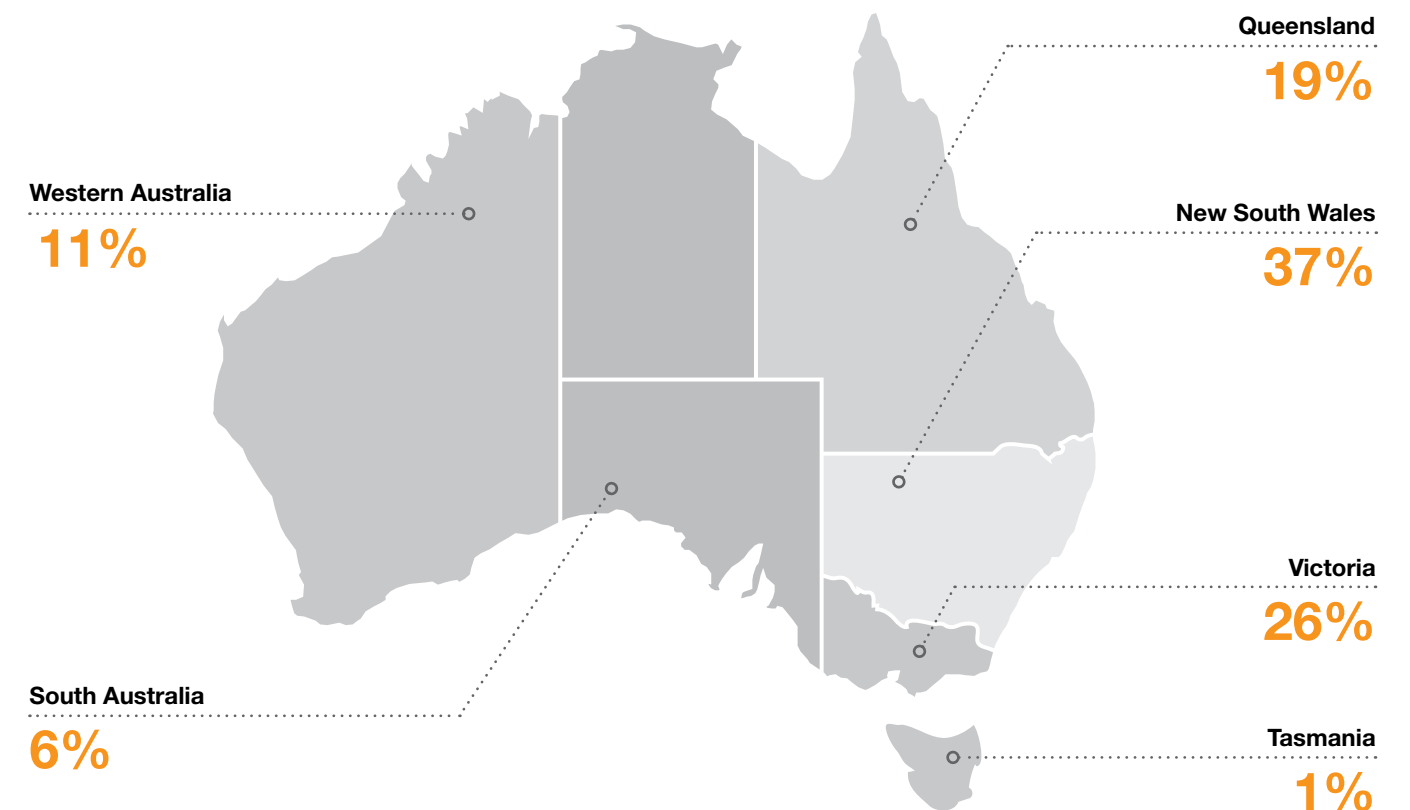 Queensland
19%
Western Australia
11%
New South Wales
37%
Victoria
26%
South Australia
6%
Tasmania
1%